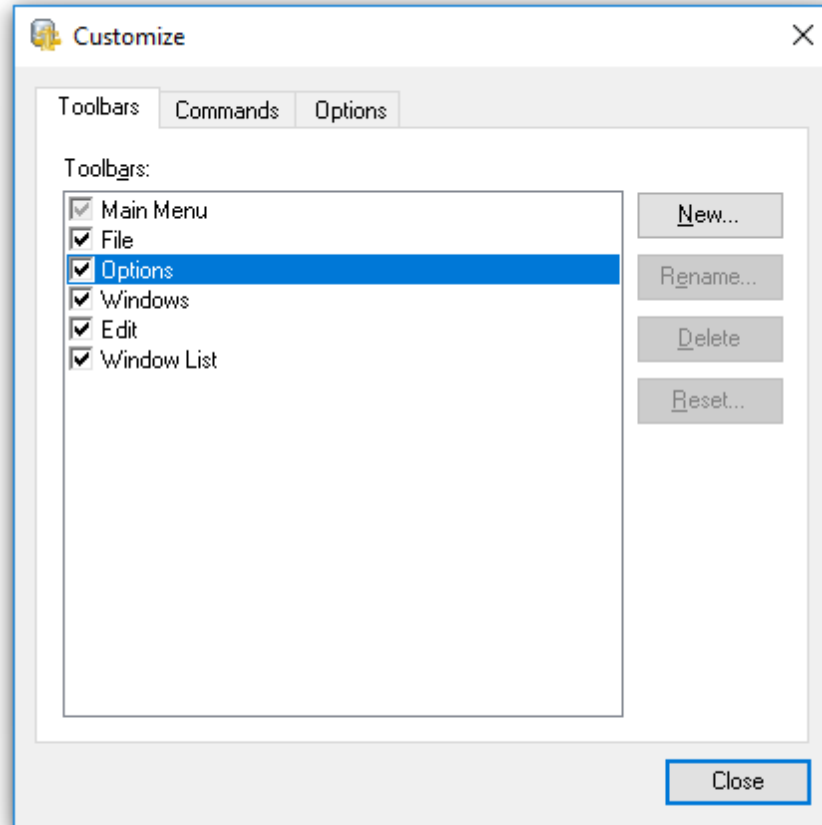 Customize
Toolbars Commands Options
Toolbars:
Main Menu
File
Options
Windows
Edit
Window List
New...
Rename...
Delete
Reset...
Close